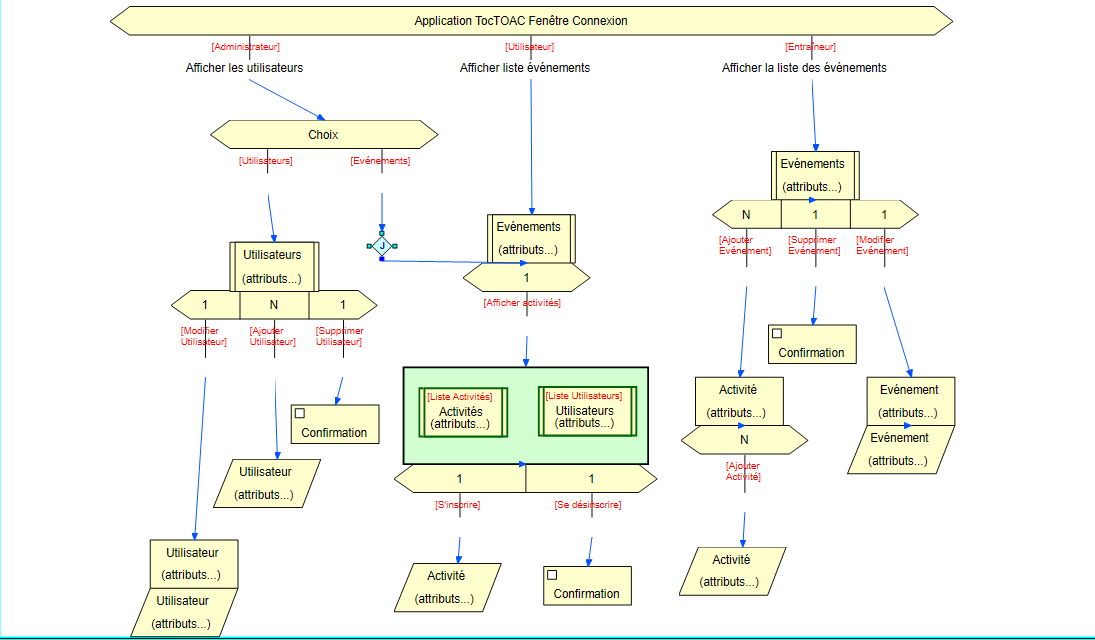 Application TocTOAC Fenêtre Connexion
[Administrateur]
[Utilisateur]
[Entraîneur]
Afficher les utilisateurs
Afficher liste événements
Afficher la liste des événements
Choix
[Utilisateurs]
[Evénements]
J
Utilisateurs
(attributs...)
1
N
1
[Modifier
Utilisateur]
[Ajouter
Utilisateur]
[Supprimer
Utilisateur]
Confirmation
Utilisateur
(attributs...)
Utilisateur
(attributs...)
Utilisateur
(attributs...)
Evénements
(attributs...)
1
[Afficher activités]
[Liste Activités]
Activités
(attributs...)
[Liste Utilisateurs]
Utilisateurs
(attributs...)
1
1
[S'inscrire]
[Se désinscrire]
Activité
(attributs...)
Confirmation
Evénements
(attributs...)
N
1
1
[Ajouter
Evénement]
[Supprimer
Evénement]
[Modifier
Evénement]
Confirmation
Activité
(attributs...)
N
[Ajouter
Activité]
Activité
(attributs...)
Evénement
(attributs...)
Evénement
(attributs...)